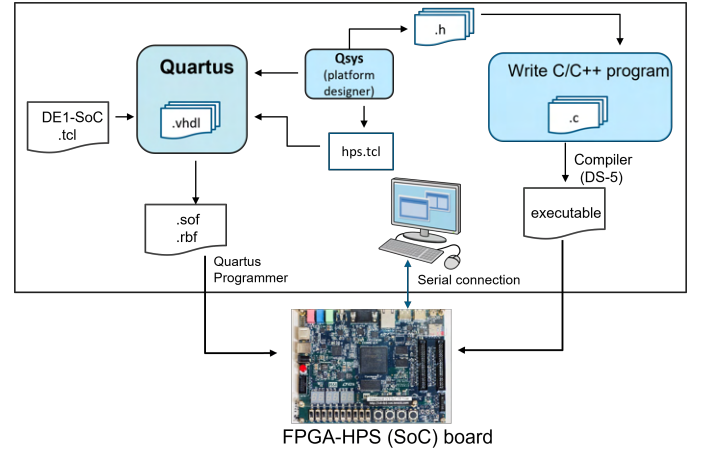 .h
Quartus
Qsys
(platform
designer)
Write C/C++ program
DE1-SoC
.tcl
.vhdl
.c
hps.tcl
Compiler
(DS-5)
.sof
.rbf
executable
Quartus
Programmer
Serial connection
FPGA-HPS (SoC) board